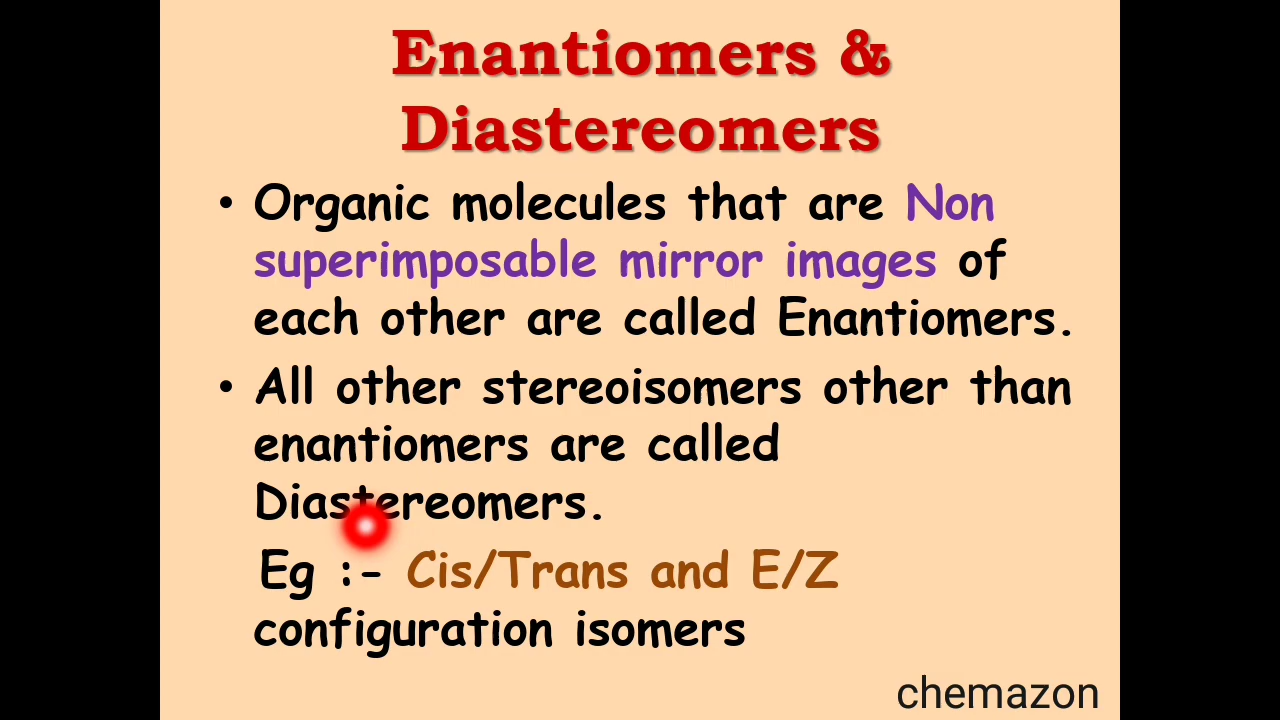 Enantiomers &
Diastereomers
• Organic molecules that are Non
superimposable mirror images of
each other are called Enantiomers.
• All other stereoisomers other than
enantiomers are called
Diastereomers.
Eg :- Cis/Trans and E/Z
configuration isomers
chemazon